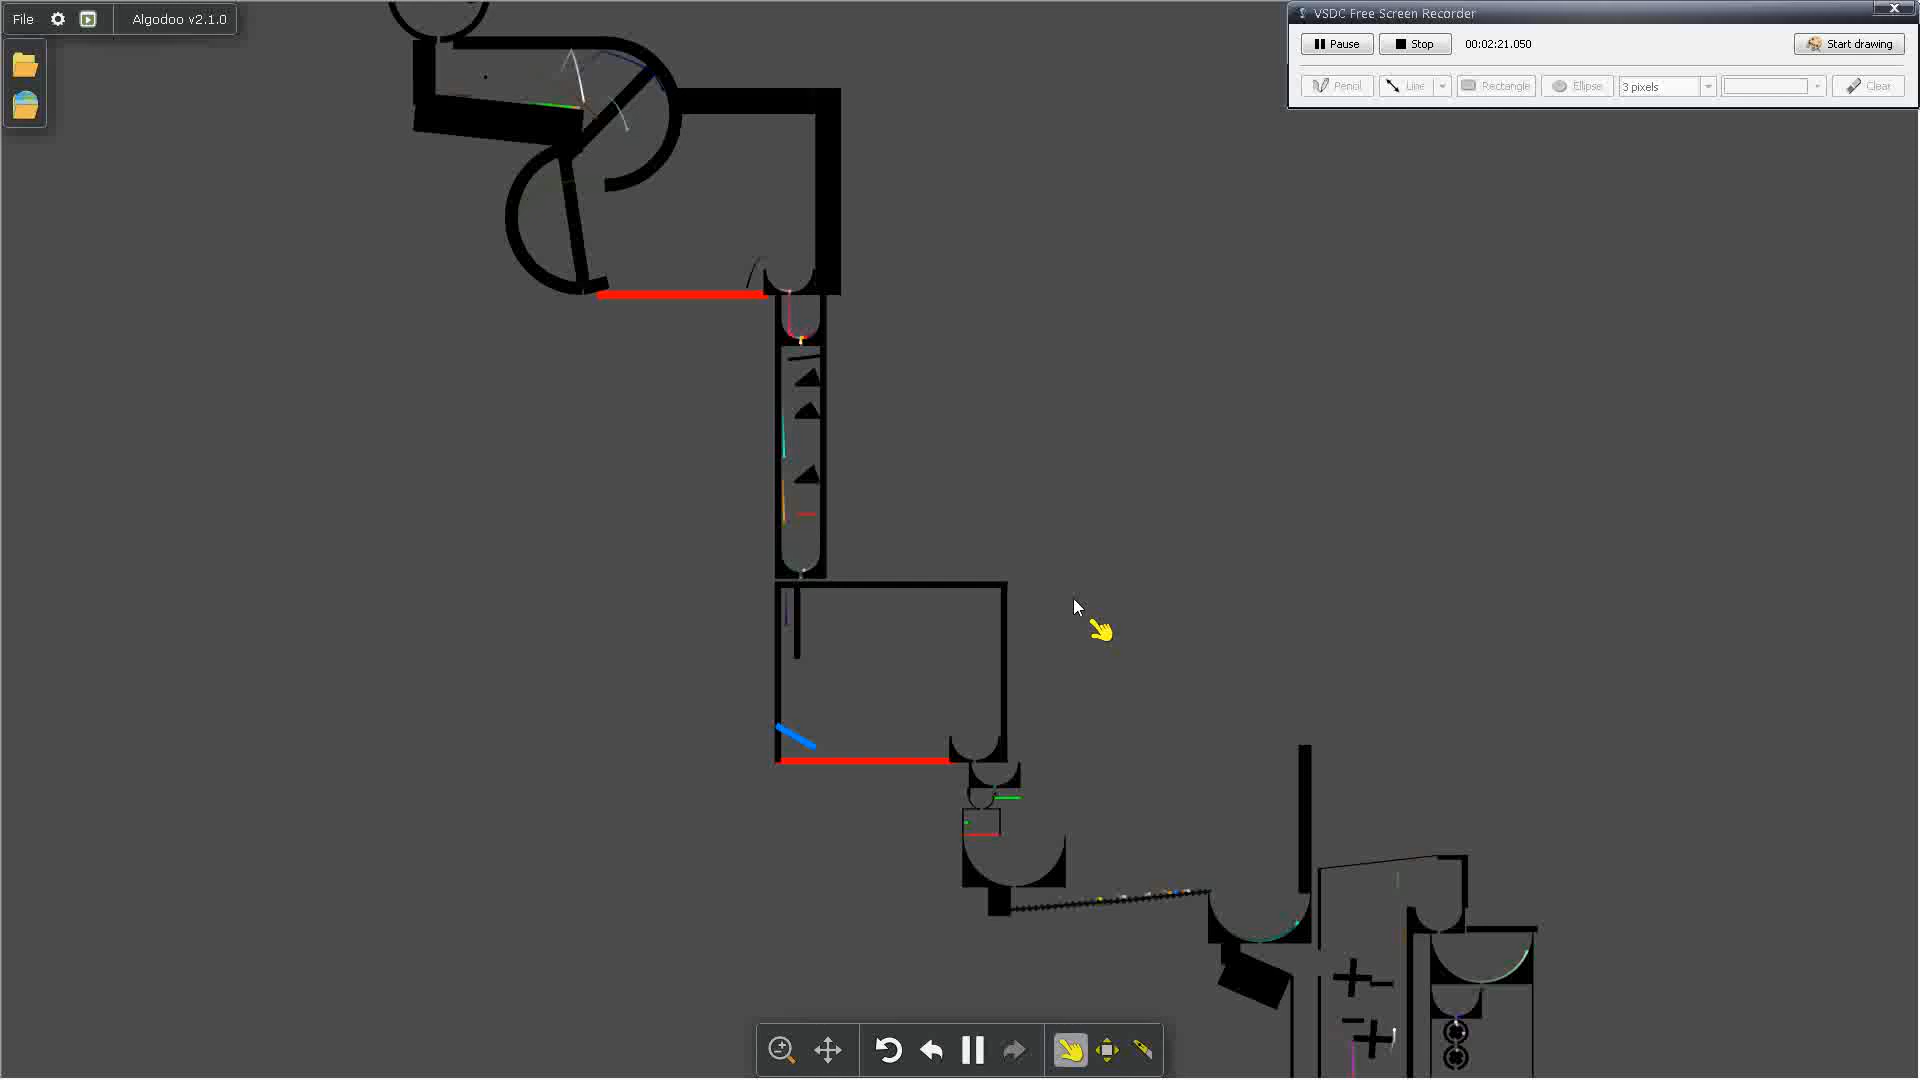 File Algodoo v2.1.0
VSDC Free Screen Recorder
Pause Stop 00:02:21.050 Start drawing
Pencil Line Rectangle Ellipse 3 pixels Clear